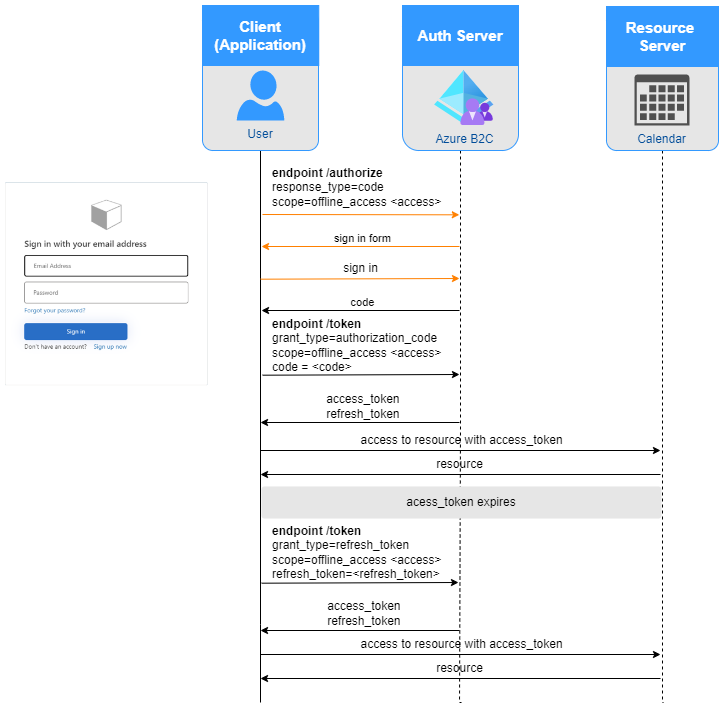 Client
(Application)
User
Auth Server
Azure B2C
Resource
Server
Calendar
endpoint /authorize
response_type=code
scope=offline_access <access>
sign in form
sign in
code
endpoint /token
grant_type=authorization_code
scope=offline_access <access>
code = <code>
access_token
refresh_token
access to resource with access_token
resource
acess_token expires
endpoint /token
grant_type=refresh_token
scope=offline_access <access>
refresh_token=<refresh_token>
access_token
refresh_token
access to resource with access_token
resource
Sign in with your email address
Email Address
Password
Forgot your password?
Sign in
Don't have an account? Sign up now